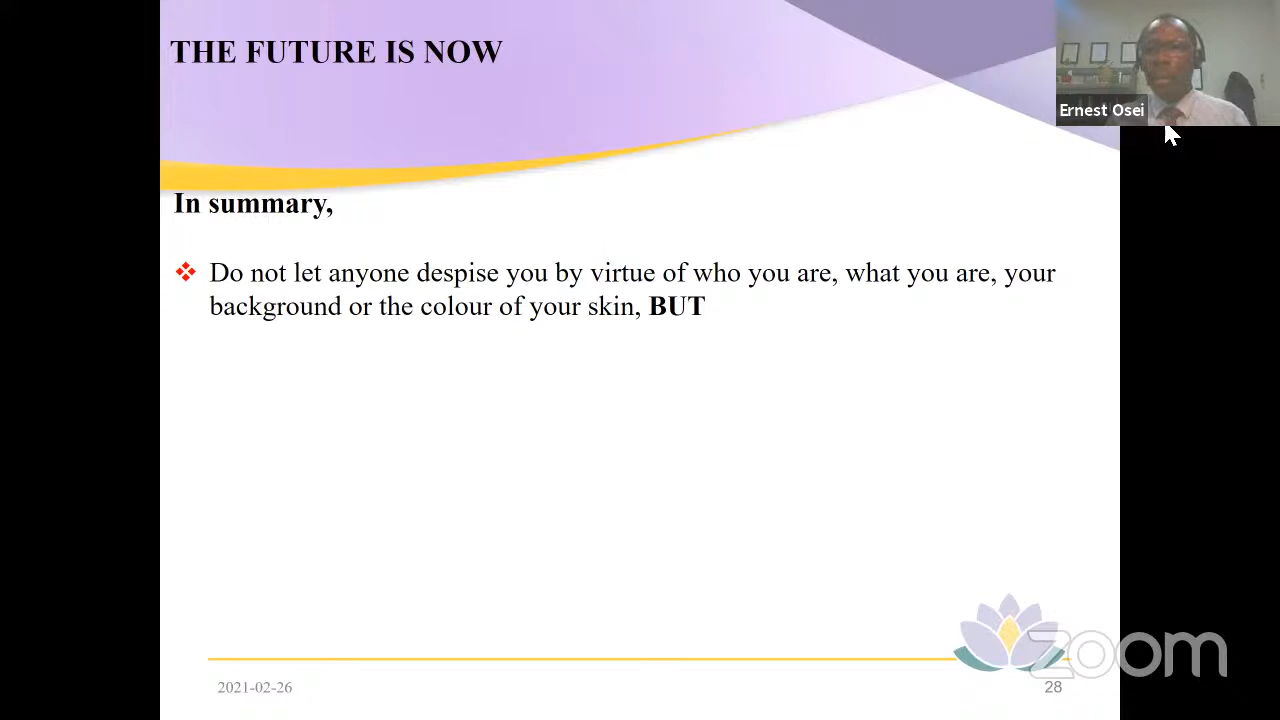 THE FUTURE IS NOW
Ernest Osei
In summary,
❖ Do not let anyone despise you by virtue of who you are, what you are, your
background or the colour of your skin, BUT
zoom
2021-02-26
28